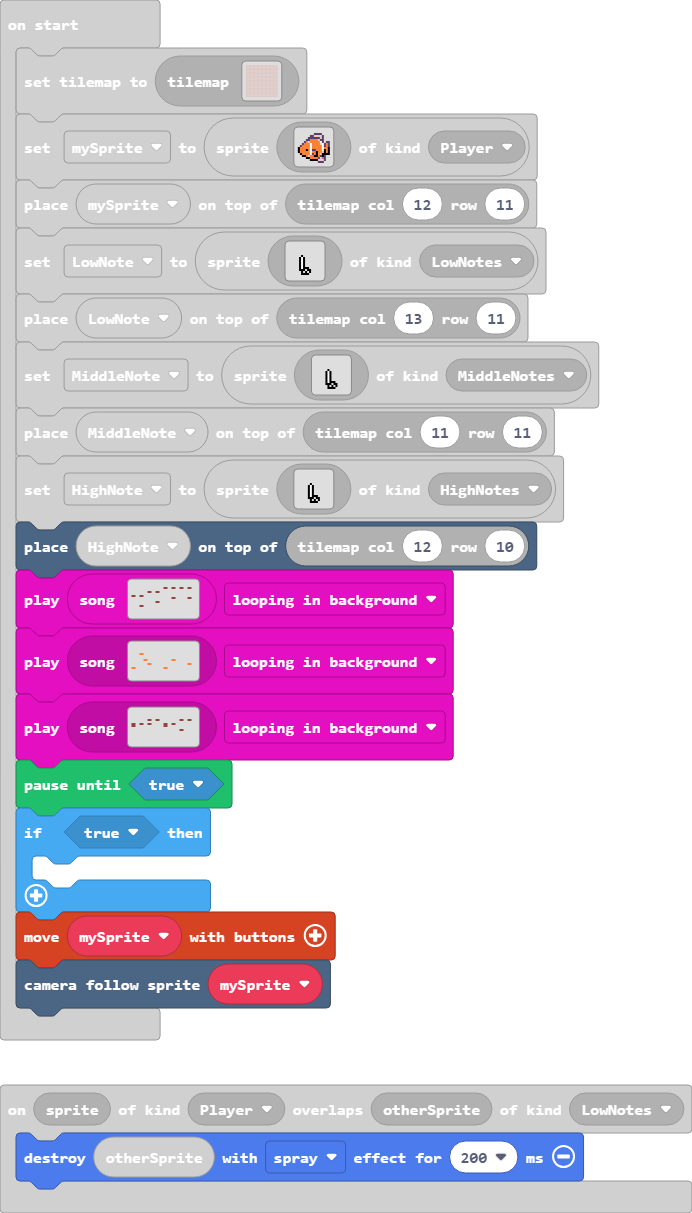 on start
set tilemap to tilemap
set mySprite to sprite of kind Player
place mySprite on top of tilemap col 12 row 11
set LowNote to sprite of kind LowNotes
place LowNote on top of tilemap col 13 row 11
set MiddleNote to sprite of kind MiddleNotes
place MiddleNote on top of tilemap col 11 row 11
set HighNote to sprite of kind HighNotes
place HighNote on top of tilemap col 12 row 10
play song looping in background
play song looping in background
play song looping in background
pause until true
if true then
move mySprite with buttons
camera follow sprite mySprite
on sprite of kind Player overlaps otherSprite of kind LowNotes
destroy otherSprite with spray effect for 200 ms